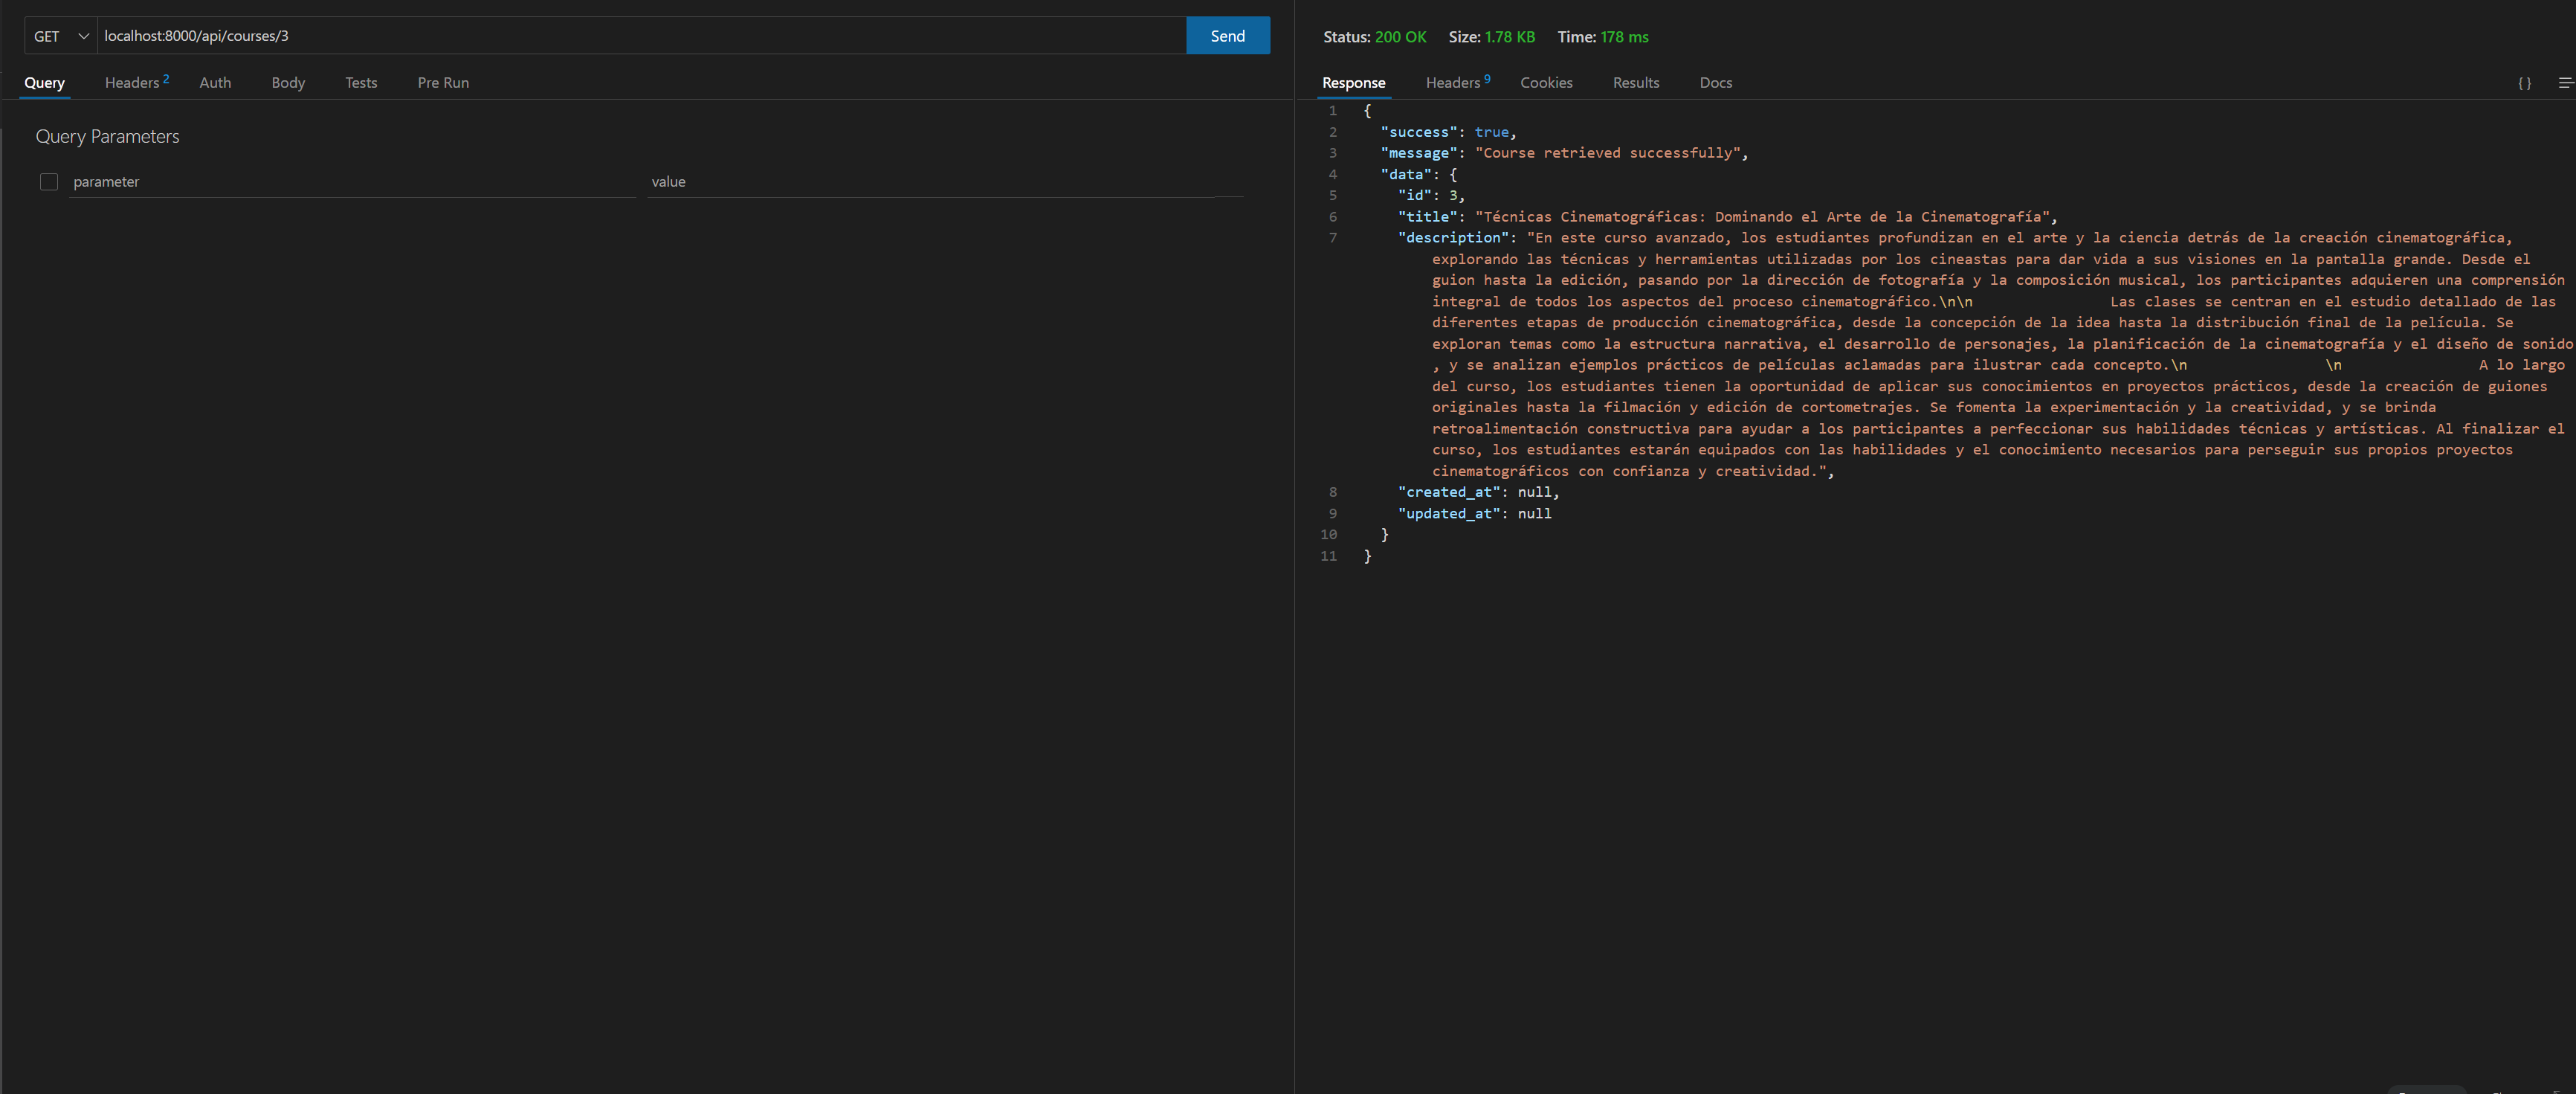 GET localhost:8000/api/courses/3 Send
Query Headers 2 Auth Body Tests Pre Run
Query Parameters
parameter value
Status: 200 OK Size: 1.78 KB Time: 178 ms
Response Headers 9 Cookies Results Docs { }
1 {
2 "success": true,
3 "message": "Course retrieved successfully",
4 "data": {
5 "id": 3,
6 "title": "Técnicas Cinematográficas: Dominando el Arte de la Cinematografía",
7 "description": "En este curso avanzado, los estudiantes profundizan en el arte y la ciencia detrás de la creación cinematográfica,
explorando las técnicas y herramientas utilizadas por los cineastas para dar vida a sus visiones en la pantalla grande. Desde el
guion hasta la edición, pasando por la dirección de fotografía y la composición musical, los participantes adquieren una comprensión
integral de todos los aspectos del proceso cinematográfico.\n\n Las clases se centran en el estudio detallado de las
diferentes etapas de producción cinematográfica, desde la concepción de la idea hasta la distribución final de la película. Se
exploran temas como la estructura narrativa, el desarrollo de personajes, la planificación de la cinematografía y el diseño de sonido
, y se analizan ejemplos prácticos de películas aclamadas para ilustrar cada concepto.\n \n A lo largo
del curso, los estudiantes tienen la oportunidad de aplicar sus conocimientos en proyectos prácticos, desde la creación de guiones
originales hasta la filmación y edición de cortometrajes. Se fomenta la experimentación y la creatividad, y se brinda
retroalimentación constructiva para ayudar a los participantes a perfeccionar sus habilidades técnicas y artísticas. Al finalizar el
curso, los estudiantes estarán equipados con las habilidades y el conocimiento necesarios para perseguir sus propios proyectos
cinematográficos con confianza y creatividad.",
8 "created_at": null,
9 "updated_at": null
10 }
11 }